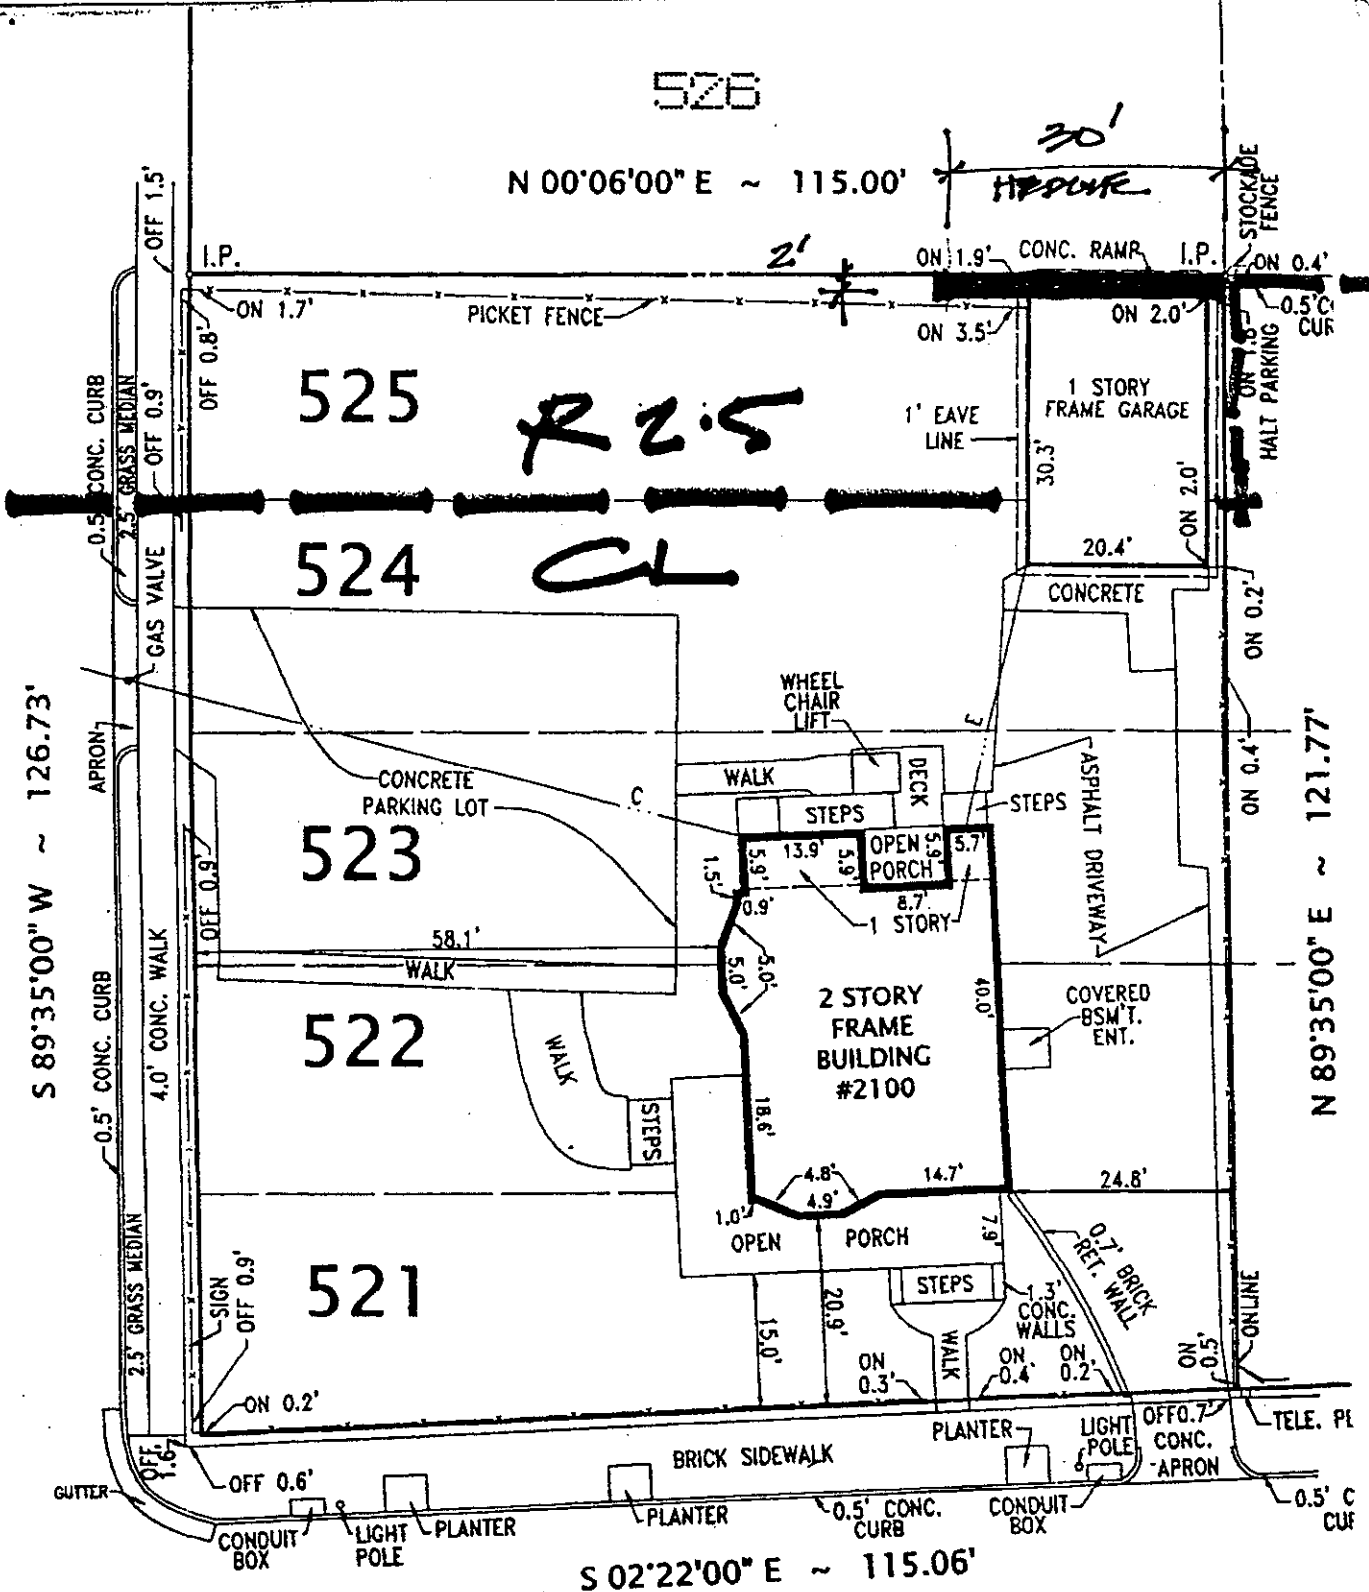 526
30'
N 00°06'00" E ~ 115.00'
HEDGE
STOCKADE
FENCE
OFF 1.5'
I.P.
2'
ON 1.9'
CONC. RAMP
I.P.
ON 0.4'
ON 1.7'
PICKET FENCE
ON 3.5'
ON 2.0'
0.5' C
CUR
OFF 0.8'
525
R 2.5
1' EAVE
LINE
1 STORY
FRAME GARAGE
ON 1.8'
HALT PARKING
0.5' CONC. CURB
2.5' GRASS MEDIAN
OFF 0.9'
30.3'
ON 2.0'
524
CL
20.4'
CONCRETE
GAS VALVE
ON 0.2'
S 89°35'00" W ~ 126.73'
APRON
WHEEL
CHAIR
LIFT
3
ON 0.4'
N 89°35'00" E ~ 121.77'
CONCRETE
PARKING LOT
WALK
DECK
C
STEPS
STEPS
ASPHALT DRIVEWAY
523
OFF 0.9'
1.5'
5.9'
13.9'
5.9'
OPEN
PORCH
5.9'
5.7'
0.9'
8.7'
1 STORY
58.1'
WALK
5.0'
5.0'
40.0'
0.5' CONC. CURB
4.0' CONC. WALK
522
WALK
2 STORY
FRAME
BUILDING
#2100
COVERED
BSM'T.
ENT.
STEPS
18.6'
4.8'
14.7'
24.8'
4.9'
1.0'
OPEN PORCH
7.9'
0.7' BRICK
RET. WALL
2.5' GRASS MEDIAN
SIGN
OFF 0.9'
521
STEPS
1.3'
CONC.
WALLS
15.0'
20.9'
WALK
ON
0.3'
ON
0.4'
ON
0.2'
ON
0.5'
ONLINE
ON 0.2'
OFF
1.6'
OFF 0.6'
BRICK SIDEWALK
PLANTER
LIGHT
POLE
OFF 0.7'
CONC.
APRON
TELE. PE
GUTTER
CONDUIT
BOX
LIGHT
POLE
PLANTER
PLANTER
0.5' CONC.
CURB
CONDUIT
BOX
0.5' C
CUR
S 02°22'00" E ~ 115.06'